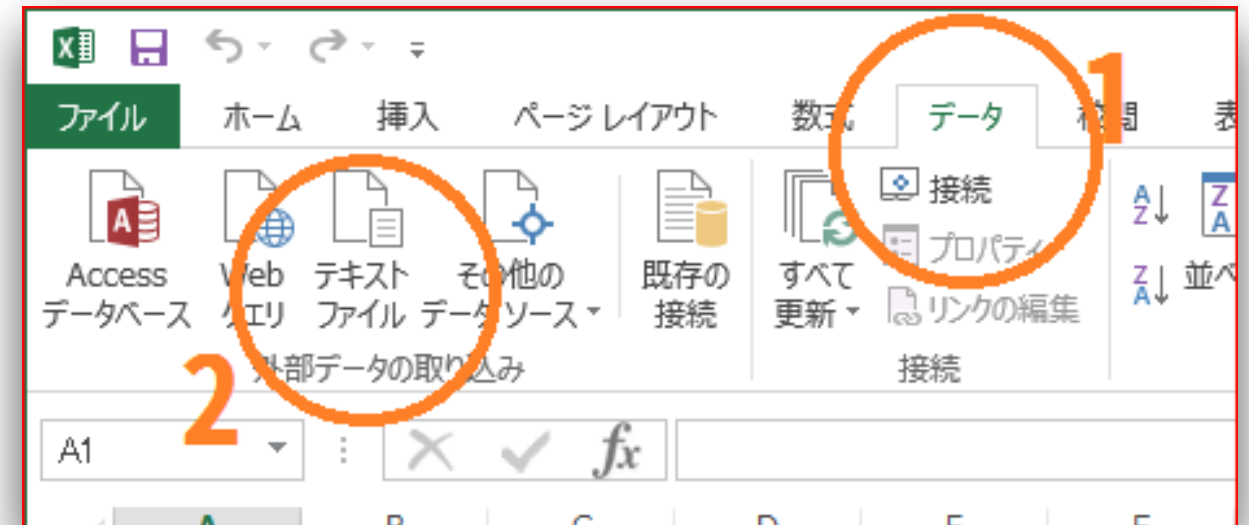 ファイル ホーム 挿入 ページ レイアウト 数式 データ 1
Access データベース
Web クエリ
テキスト ファイル
その他の データ ソース
既存の 接続
すべて 更新
接続
プロパティ
リンクの編集
A Z
Z A
Z A
並べ
外部データの取り込み 接続
2
A1 fx
A B C D E F